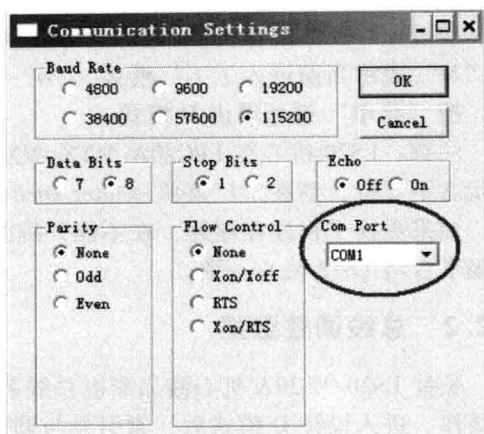 Communication Settings
Baud Rate
4800 9600 19200
38400 57600 115200
OK
Cancel
Data Bits
7 8
Stop Bits
1 2
Echo
Off On
Parity
None
Odd
Even
Flow Control
None
Xon/Xoff
RTS
Xon/RTS
Com Port
COM1